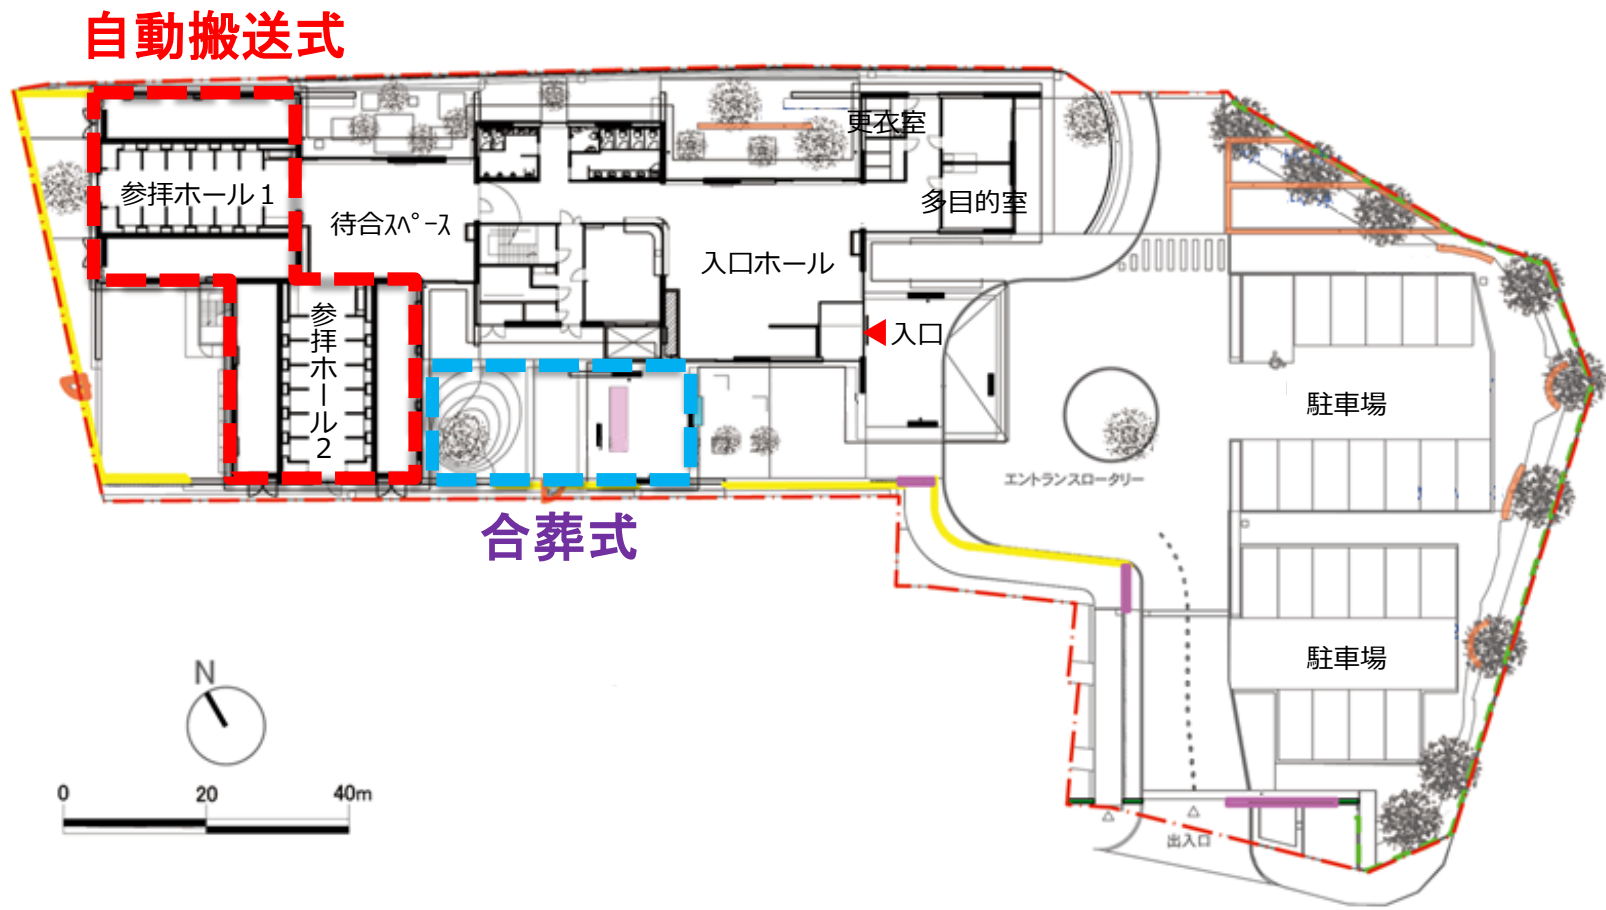 自動搬送式
更衣室
参拝ホール１
待合ｽﾍﾟｰｽ
多目的室
入口ホール
参拝ホール2
入口
駐車場
エントランスロータリー
合葬式
駐車場
N
0 20 40m
出入口